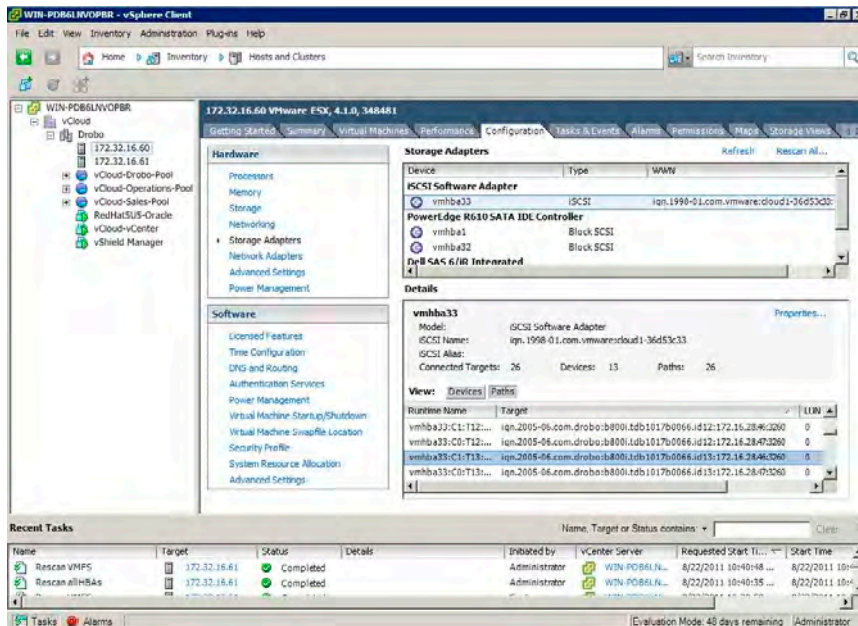 WIN-PDB6LNVOPBR - vSphere Client
File Edit View Inventory Administration Plug-ins Help
Home Inventory Hosts and Clusters
Search Inventory
WIN-PDB6LNVOPBR
vCloud
Drobo
172.32.16.60
172.32.16.61
vCloud-Drobo-Pool
vCloud-Operations-Pool
vCloud-Sales-Pool
RedHatSUS-Oracle
vCloud-vCenter
vShield Manager
172.32.16.60 VMware ESX, 4.1.0, 348481
Getting Started Summary Virtual Machines Performance Configuration Tasks & Events Alarms Permissions Maps Storage Views
Hardware
Processors
Memory
Storage
Networking
Storage Adapters
Network Adapters
Advanced Settings
Power Management
Software
Licensed Features
Time Configuration
DNS and Routing
Authentication Services
Power Management
Virtual Machine Startup/Shutdown
Virtual Machine Swapfile Location
Security Profile
System Resource Allocation
Advanced Settings
Storage Adapters Refresh Rescan All...
Device Type WWN
iSCSI Software Adapter
vmhba33 iSCSI iqn.1998-01.com.vmware:cloud1-36d53c33:
PowerEdge R610 SATA IDE Controller
vmhba1 Block SCSI
vmhba32 Block SCSI
Dell SAS 6/iR Integrated
Details
vmhba33 Properties...
Model: iSCSI Software Adapter
iSCSI Name: iqn.1998-01.com.vmware:cloud1-36d53c33
iSCSI Alias:
Connected Targets: 26 Devices: 13 Paths: 26
View: Devices Paths
Runtime Name Target LUN
vmhba33:C1:T12:... iqn.2005-06.com.drobo:b800i.tdb1017b0066.id12:172.16.28.46:3260 0
vmhba33:C0:T12:... iqn.2005-06.com.drobo:b800i.tdb1017b0066.id12:172.16.28.47:3260 0
vmhba33:C1:T13:... iqn.2005-06.com.drobo:b800i.tdb1017b0066.id13:172.16.28.46:3260 0
vmhba33:C0:T13:... iqn.2005-06.com.drobo:b800i.tdb1017b0066.id13:172.16.28.47:3260 0
Recent Tasks Name, Target or Status contains: Clear
Name Target Status Details Initiated by vCenter Server Requested Start Ti... Start Time
Rescan VMFS 172.32.16.61 Completed Administrator WIN-PDB6LN... 8/22/2011 10:40:48 ... 8/22/2011 10:
Rescan all HBAs 172.32.16.61 Completed Administrator WIN-PDB6LN... 8/22/2011 10:40:35 ... 8/22/2011 10:
Tasks Alarms Evaluation Mode: 48 days remaining Administrator